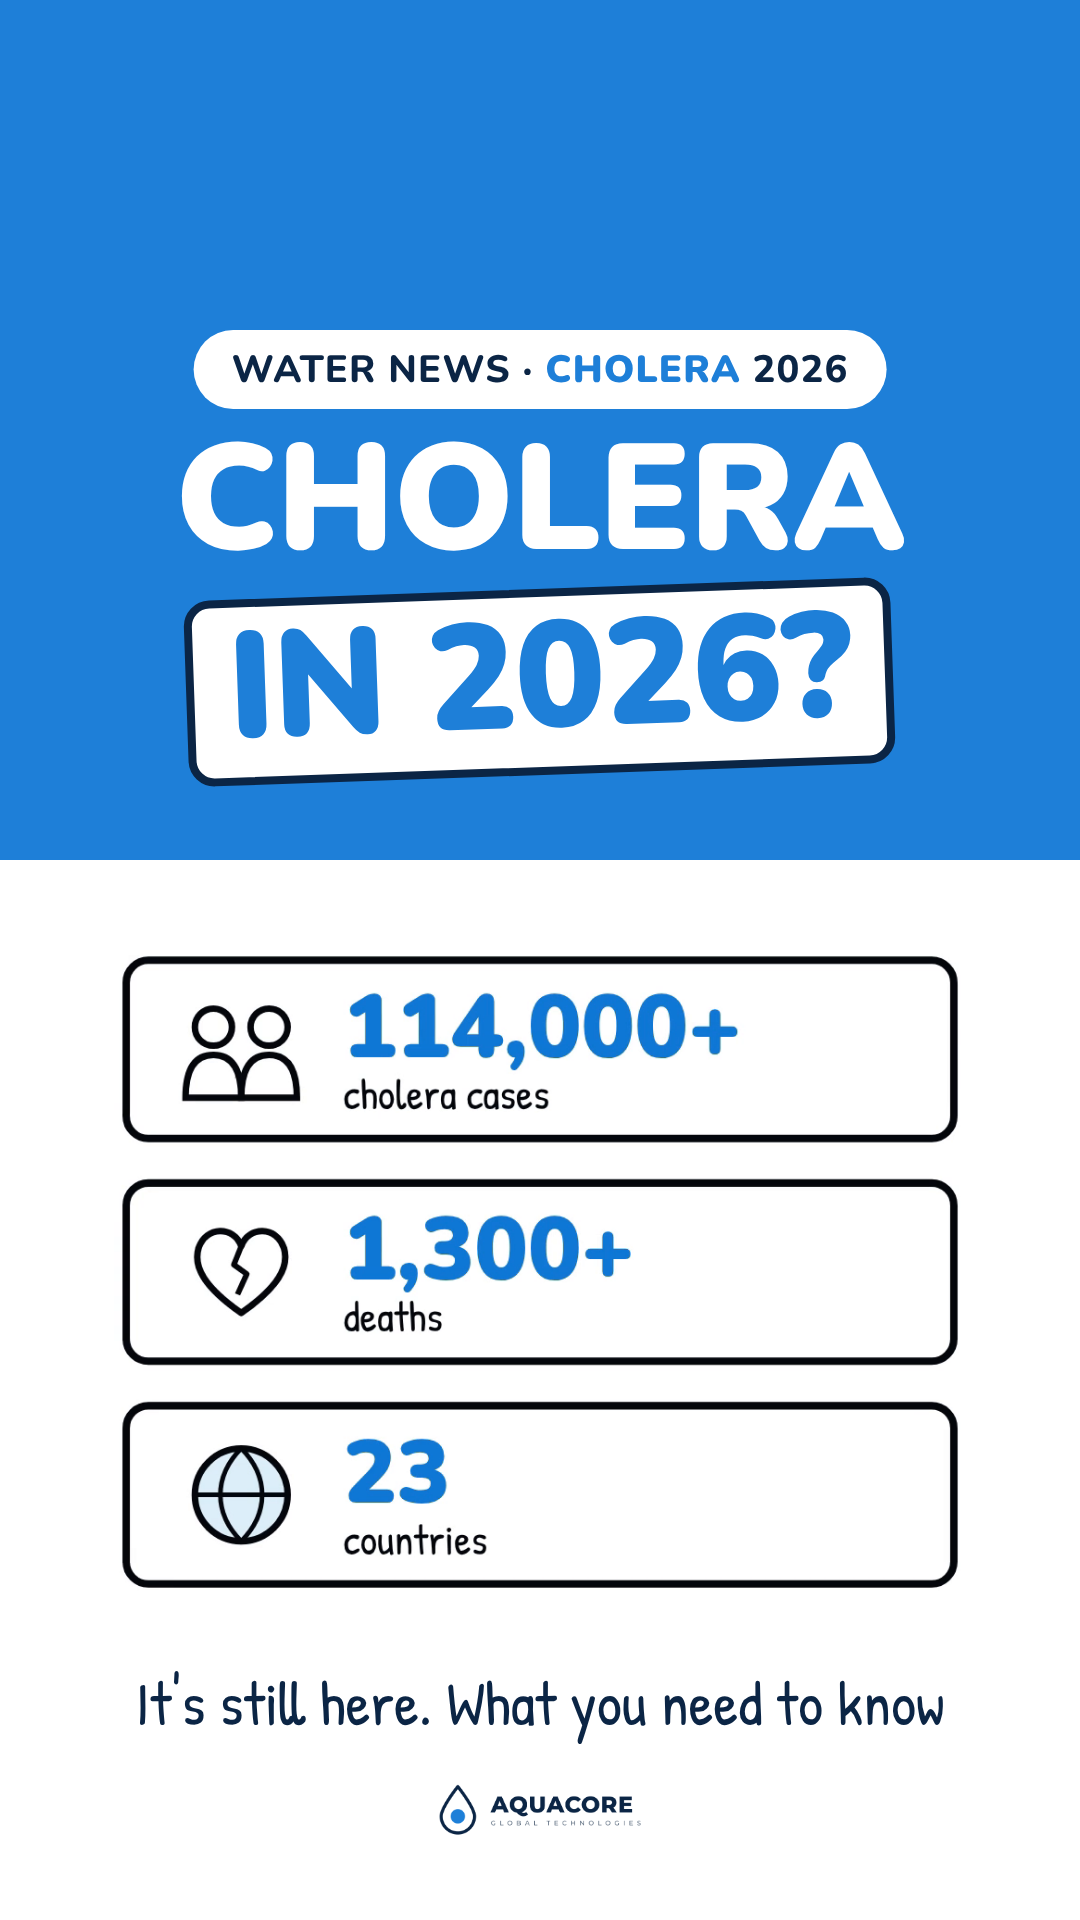 WATER NEWS · CHOLERA 2026
CHOLERA
IN 2026?
114,000+
cholera cases
1,300+
deaths
23
countries
It's still here. What you need to know
AQUACORE
GLOBAL TECHNOLOGIES